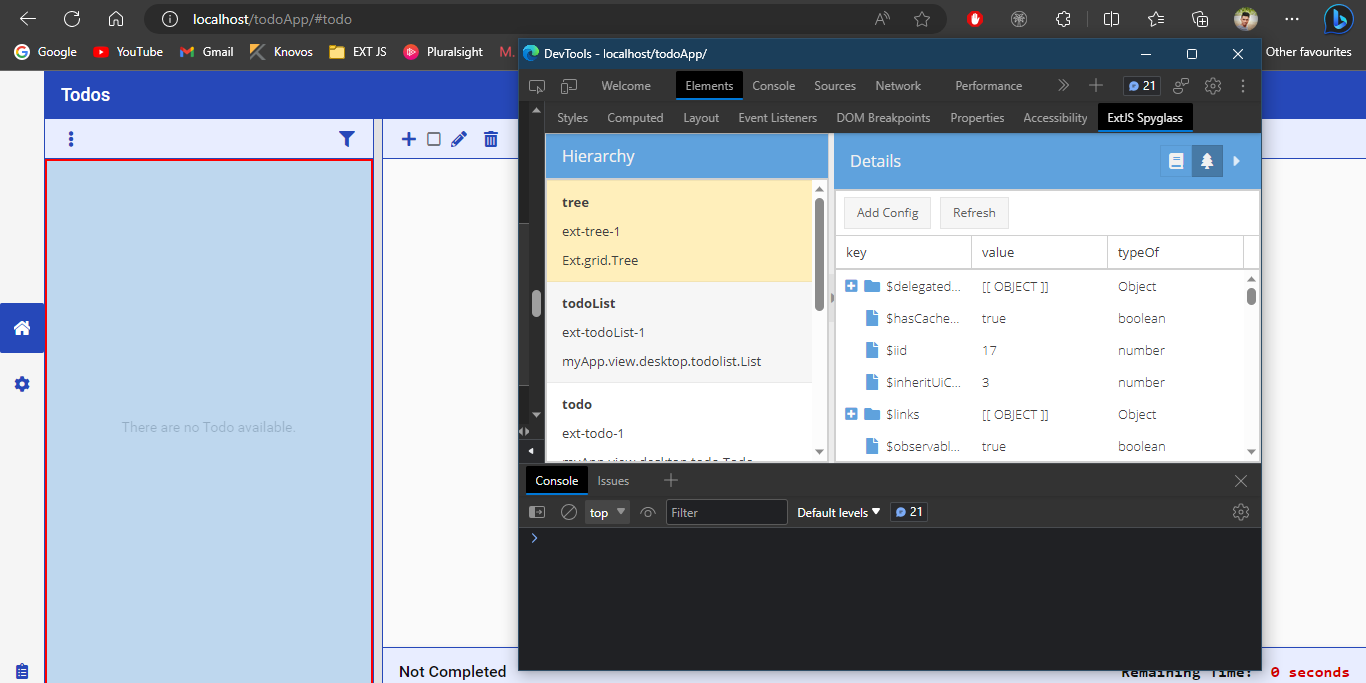 localhost/todoApp/#todo
A
Google YouTube Gmail Knovos EXT JS Pluralsight M. Other favourites
DevTools - localhost/todoApp/
Todos
Welcome Elements Console Sources Network Performance 21
Styles Computed Layout Event Listeners DOM Breakpoints Properties Accessibility ExtJS Spyglass
Hierarchy
tree
ext-tree-1
Ext.grid.Tree
todoList
ext-todoList-1
myApp.view.desktop.todolist.List
todo
ext-todo-1
myApp.view.desktop.todo.Todo
Details
Add Config Refresh
key value typeOf
$delegated... [[ OBJECT ]] Object
$hasCache... true boolean
$iid 17 number
$inheritUiC... 3 number
$links [[ OBJECT ]] Object
$observabl... true boolean
There are no Todo available.
Console Issues
top Filter Default levels 21
Not Completed Remaining Time: 0 seconds